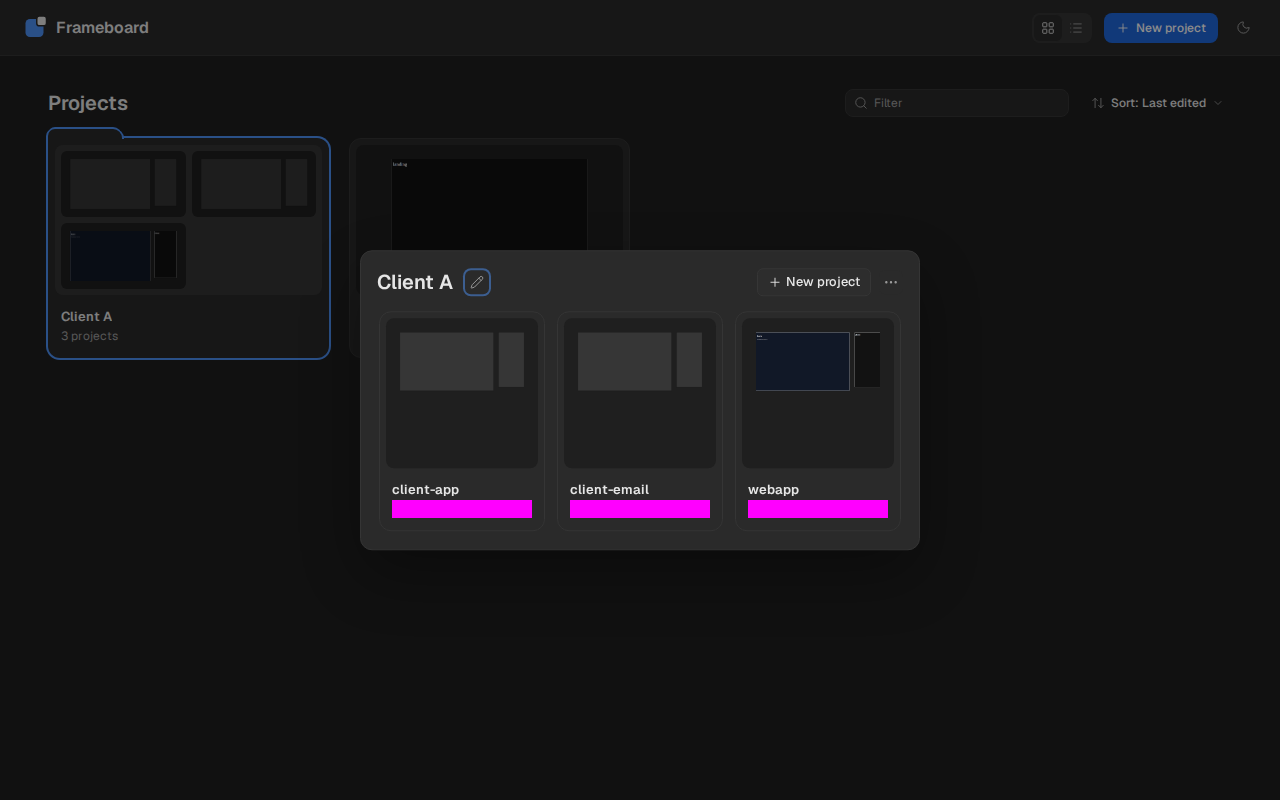 Frameboard
New project
Projects
Filter
Sort: Last edited
Client A
3 projects
Client A
New project
client-app
client-email
webapp